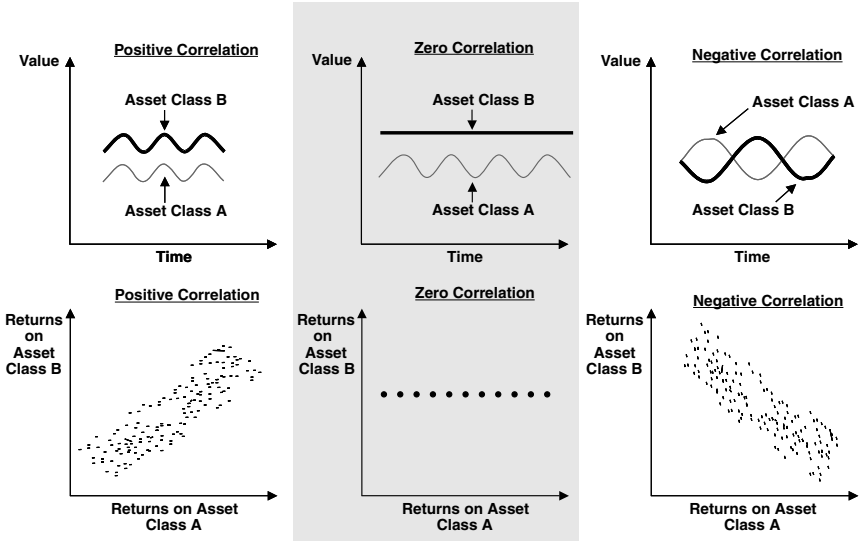 Positive Correlation
Value
Asset Class B
Asset Class A
Time
Zero Correlation
Value
Asset Class B
Asset Class A
Time
Negative Correlation
Value
Asset Class A
Asset Class B
Time
Positive Correlation
Returns
on
Asset
Class B
Returns on Asset
Class A
Zero Correlation
Returns
on
Asset
Class B
Returns on Asset
Class A
Negative Correlation
Returns
on
Asset
Class B
Returns on Asset
Class A